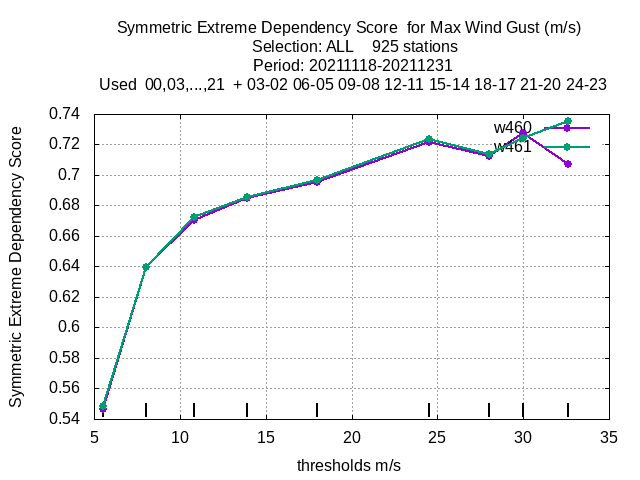 Symmetric Extreme Dependency Score  for Max Wind Gust (m/s)
Selection: ALL    925 stations
Period: 20211118-20211231
Used  00,03,...,21  + 03-02 06-05 09-08 12-11 15-14 18-17 21-20 24-23
0.74
0.72
0.7
0.68
0.66
0.64
0.62
0.6
0.58
0.56
0.54
Symmetric Extreme Dependency Score
w460
w461
5 10 15 20 25 30 35
thresholds m/s